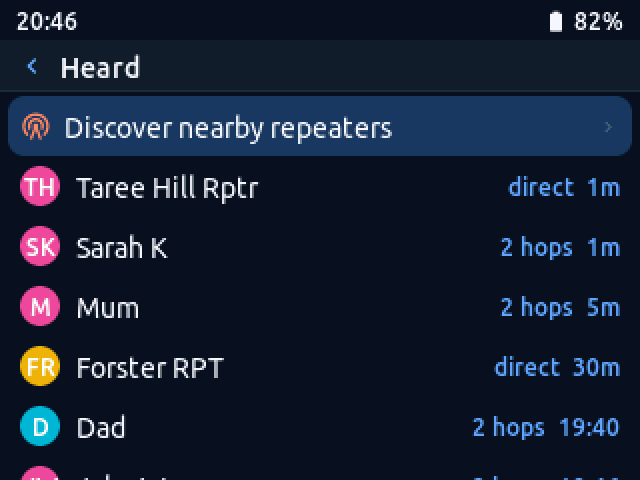 20:46 82%
Heard
Discover nearby repeaters
TH Taree Hill Rptr direct 1m
SK Sarah K 2 hops 1m
M Mum 2 hops 5m
FR Forster RPT direct 30m
D Dad 2 hops 19:40